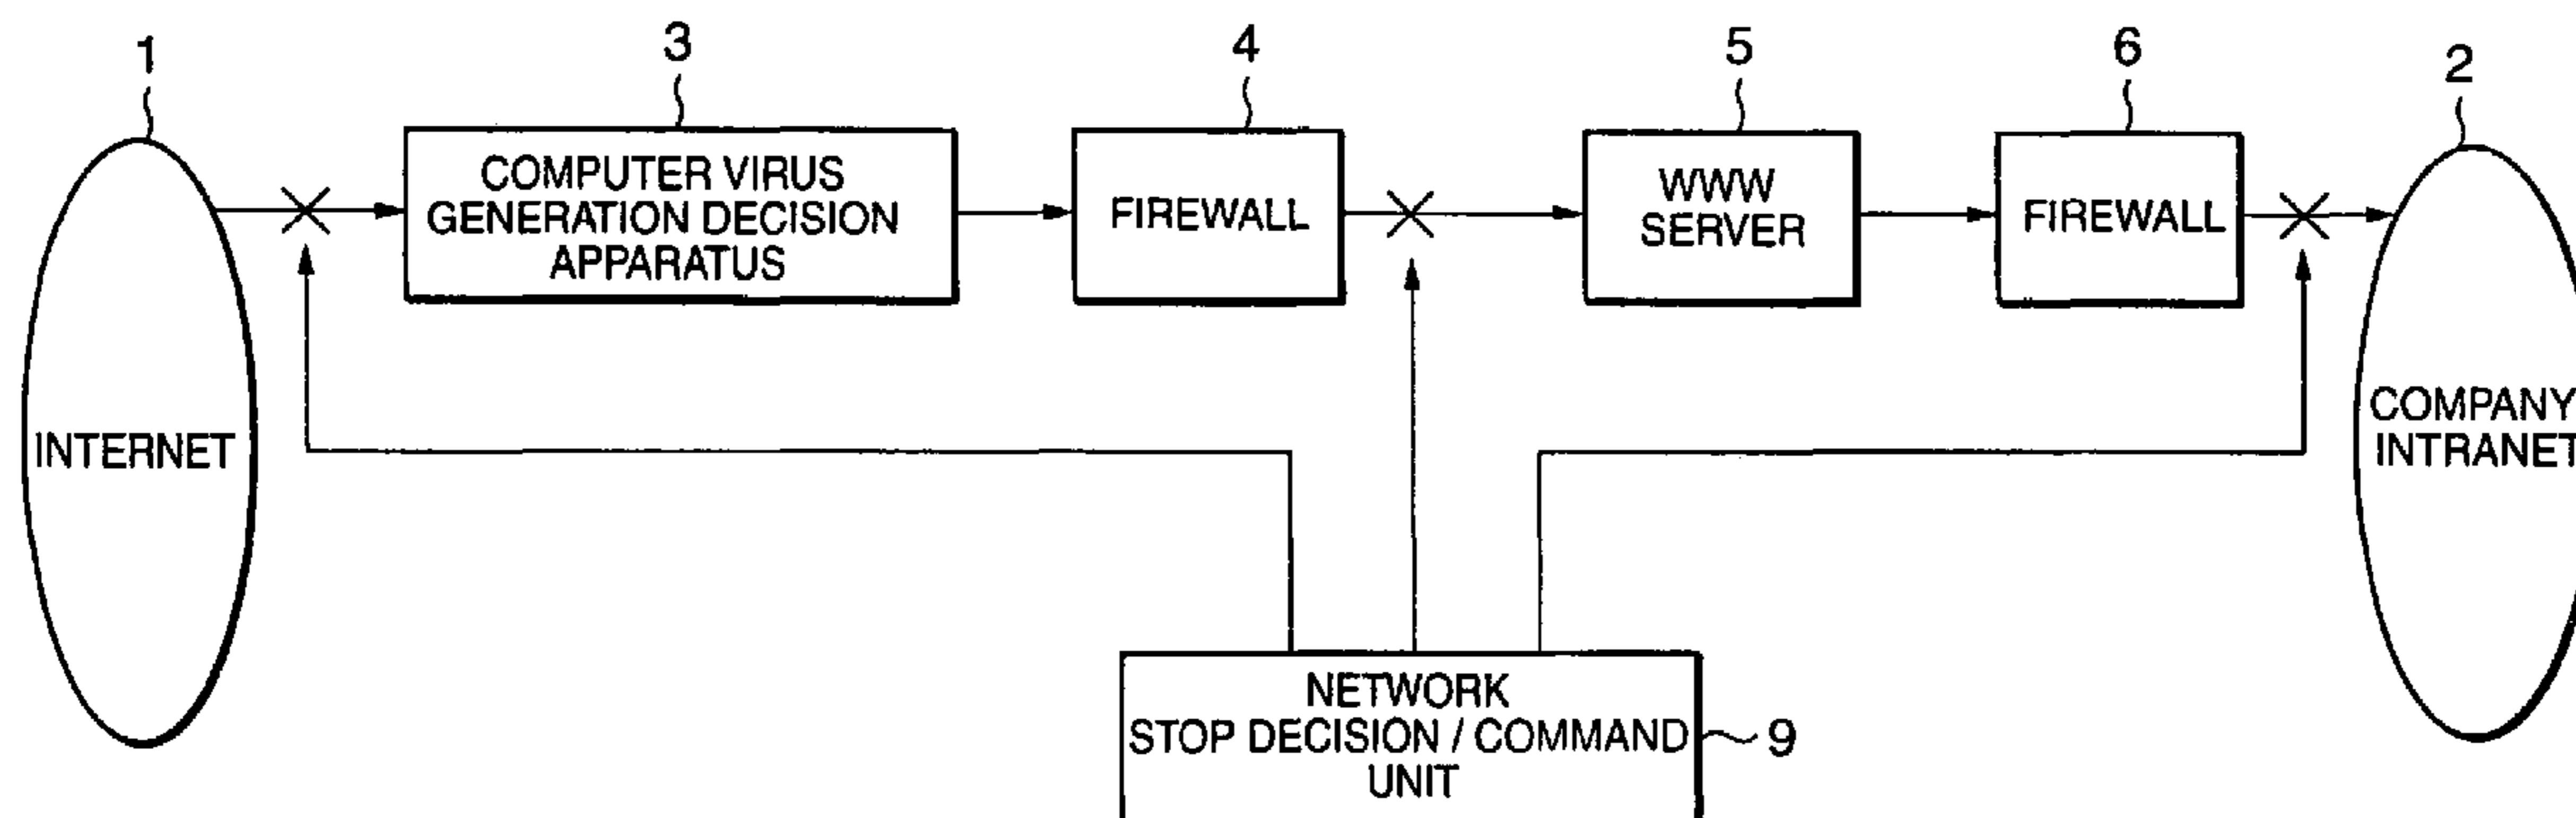 1
3
4
5
6
2
COMPUTER VIRUS
GENERATION DECISION
APPARATUS
FIREWALL
WWW
SERVER
FIREWALL
INTERNET
COMPANY
INTRANET
NETWORK
STOP DECISION / COMMAND
UNIT
9